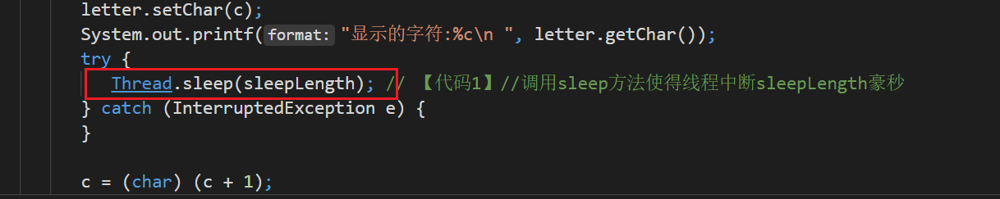 letter.setChar(c);
System.out.printf(format: "显示的字符:%c\n ", letter.getChar());
try {
Thread.sleep(sleepLength); // 【代码1】//调用sleep方法使得线程中断sleepLength豪秒
} catch (InterruptedException e) {
}
c = (char) (c + 1);